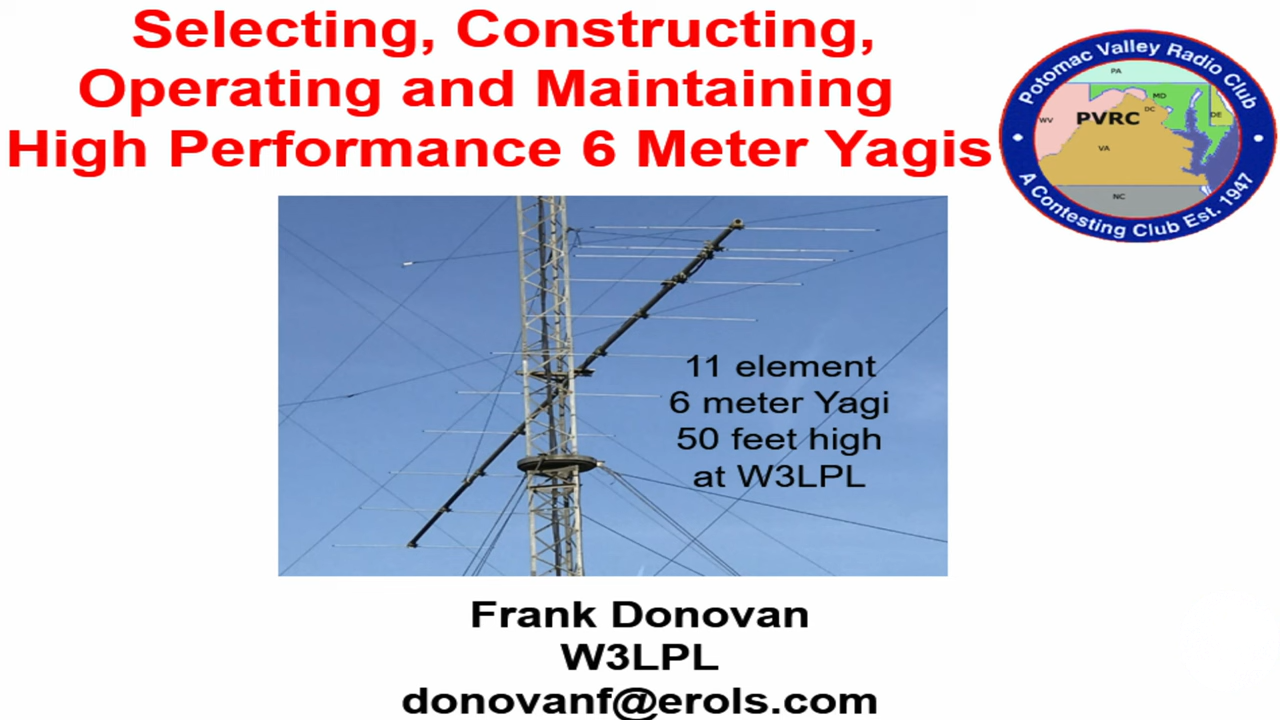 Selecting, Constructing,
Operating and Maintaining
High Performance 6 Meter Yagis
Potomac Valley Radio Club
PA
MD
DC
WV
DE
PVRC
VA
NC
A Contesting Club Est. 1947
11 element
6 meter Yagi
50 feet high
at W3LPL
Frank Donovan
W3LPL
donovanf@erols.com